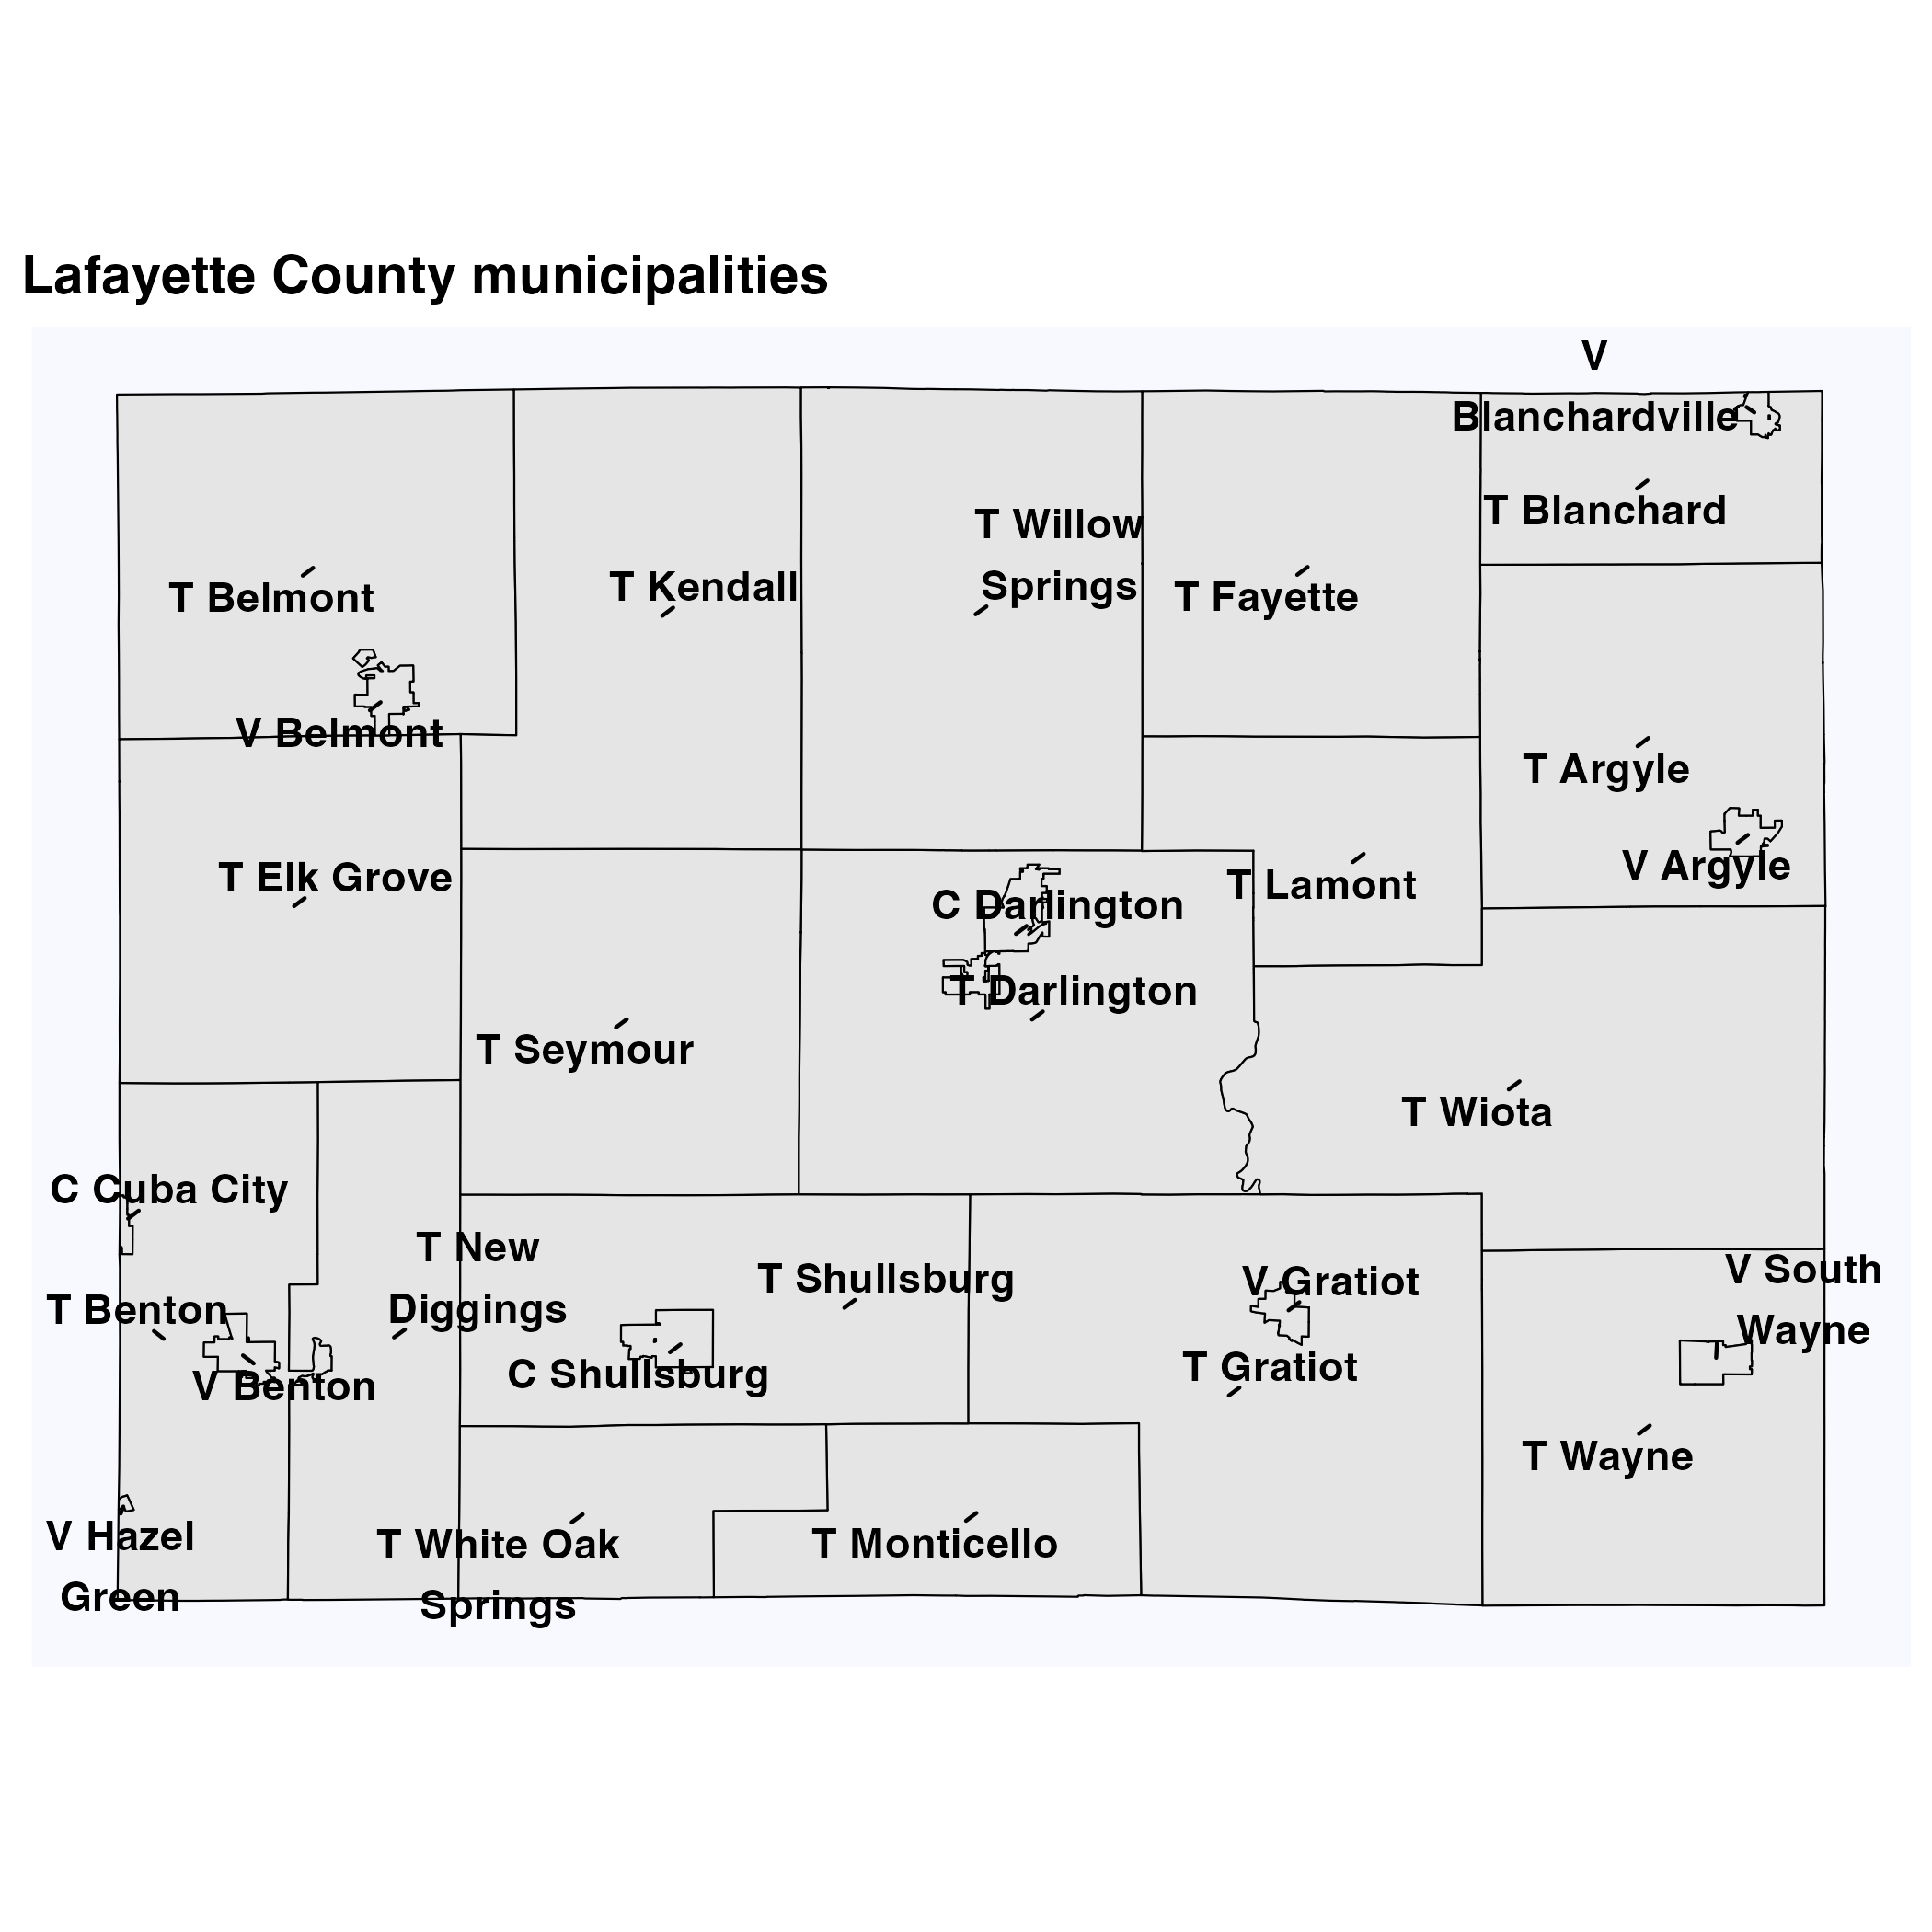 Lafayette County municipalities
V
Blanchardville
T Blanchard
T Willow
Springs
T Kendall
T Belmont
T Fayette
V Belmont
T Argyle
V Argyle
T Elk Grove
T Lamont
C Darlington
T Darlington
T Seymour
T Wiota
C Cuba City
T New
Diggings
T Shullsburg
V Gratiot
V South
Wayne
T Benton
C Shullsburg
T Gratiot
V Benton
T Wayne
V Hazel
Green
T White Oak
Springs
T Monticello